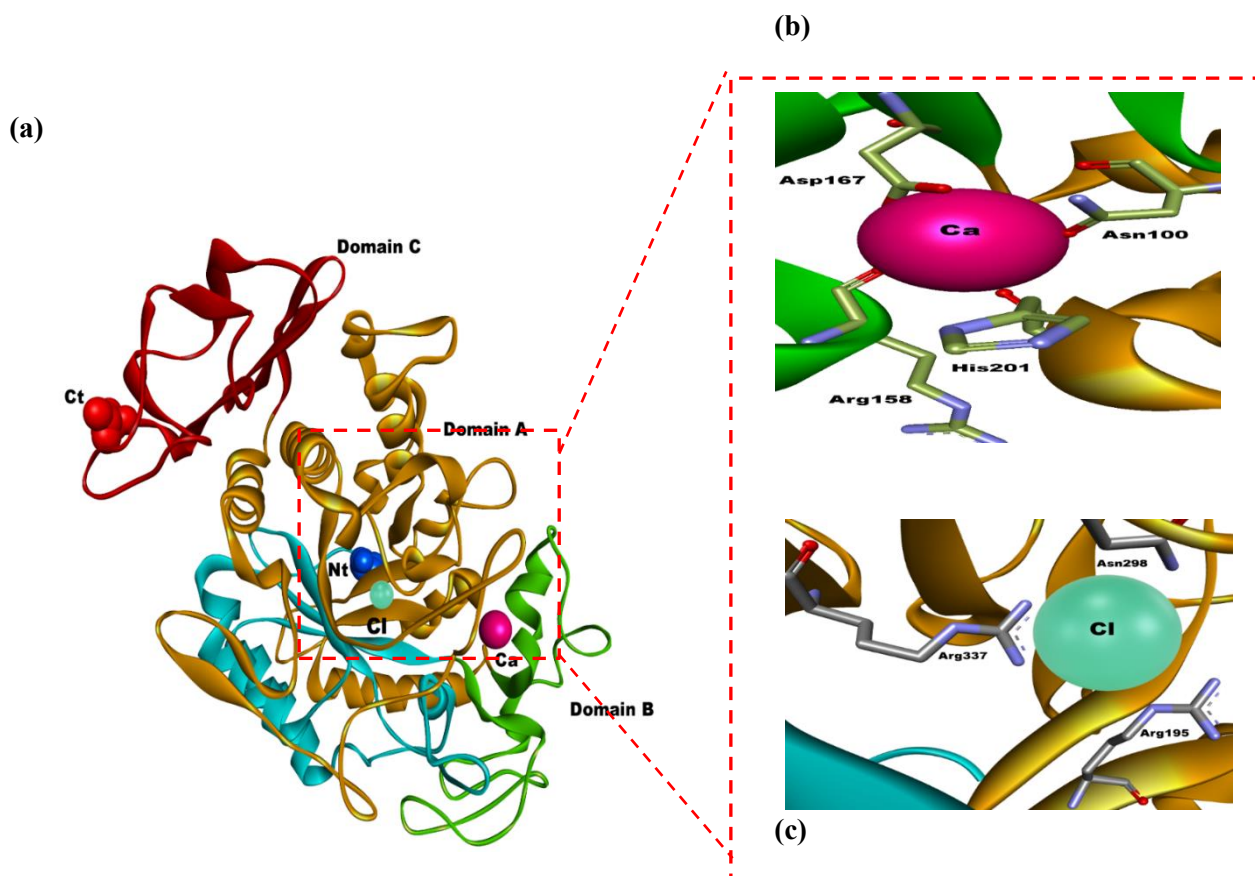 (a)
Domain C
Ct
Domain A
Nt
Cl
Ca
Domain B
(b)
Asp167
Ca
Asn100
His201
Arg158
Asn298
Cl
Arg337
Arg195
(c)